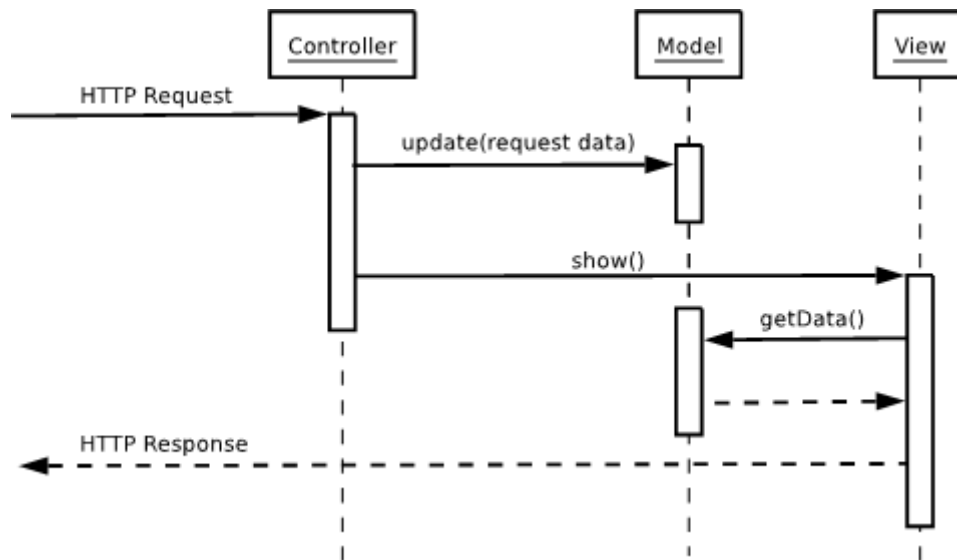 Controller
Model
View
HTTP Request
update(request data)
show()
getData()
HTTP Response